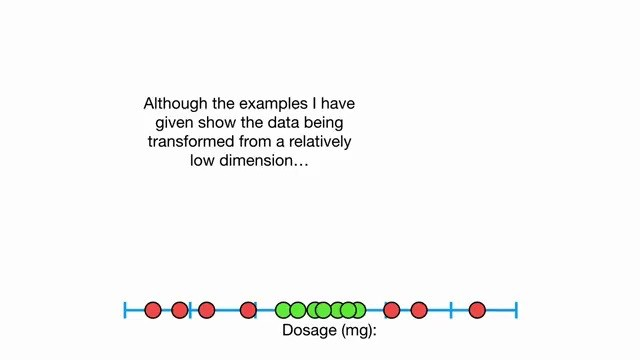 Although the examples I have
given show the data being
transformed from a relatively
low dimension…
Dosage (mg):